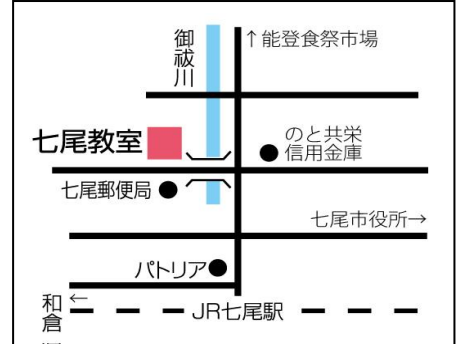 御祓川
↑能登食祭市場
七尾教室
のと共栄
信用金庫
七尾郵便局
七尾市役所→
パトリア
←
和倉
JR七尾駅